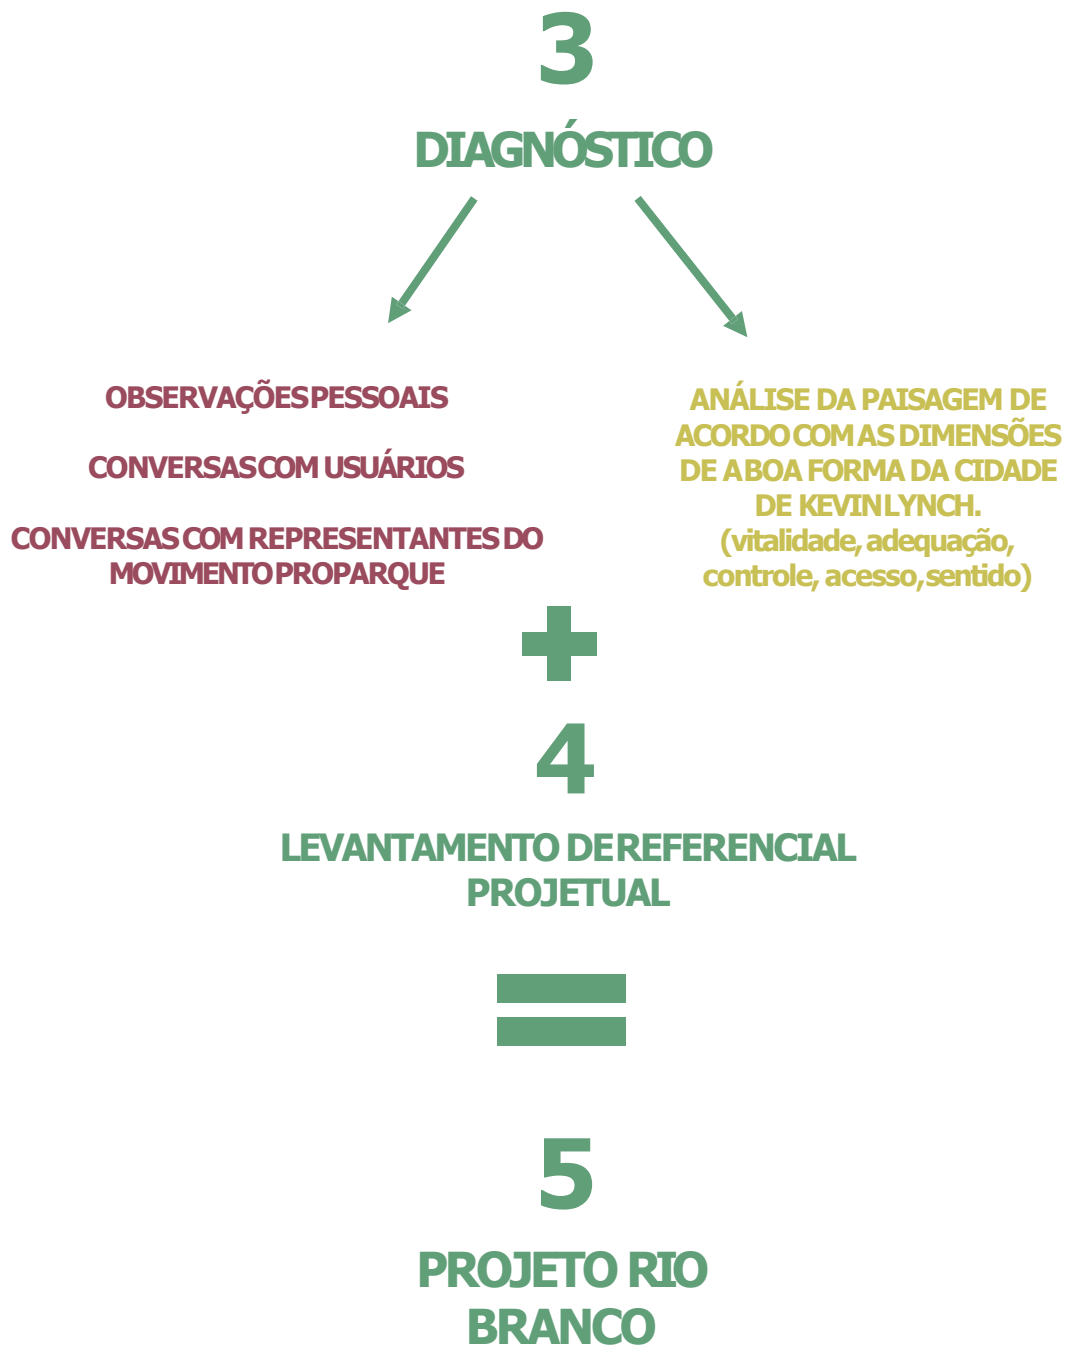 3
DIAGNÓSTICO
OBSERVAÇÕES PESSOAIS
CONVERSAS COM USUÁRIOS
CONVERSAS COM REPRESENTANTES DO
MOVIMENTO PROPARQUE
ANÁLISE DA PAISAGEM DE
ACORDO COM AS DIMENSÕES
DE A BOA FORMA DA CIDADE
DE KEVIN LYNCH.
(vitalidade, adequação,
controle, acesso, sentido)
4
LEVANTAMENTO DE REFERENCIAL
PROJETUAL
5
PROJETO RIO
BRANCO